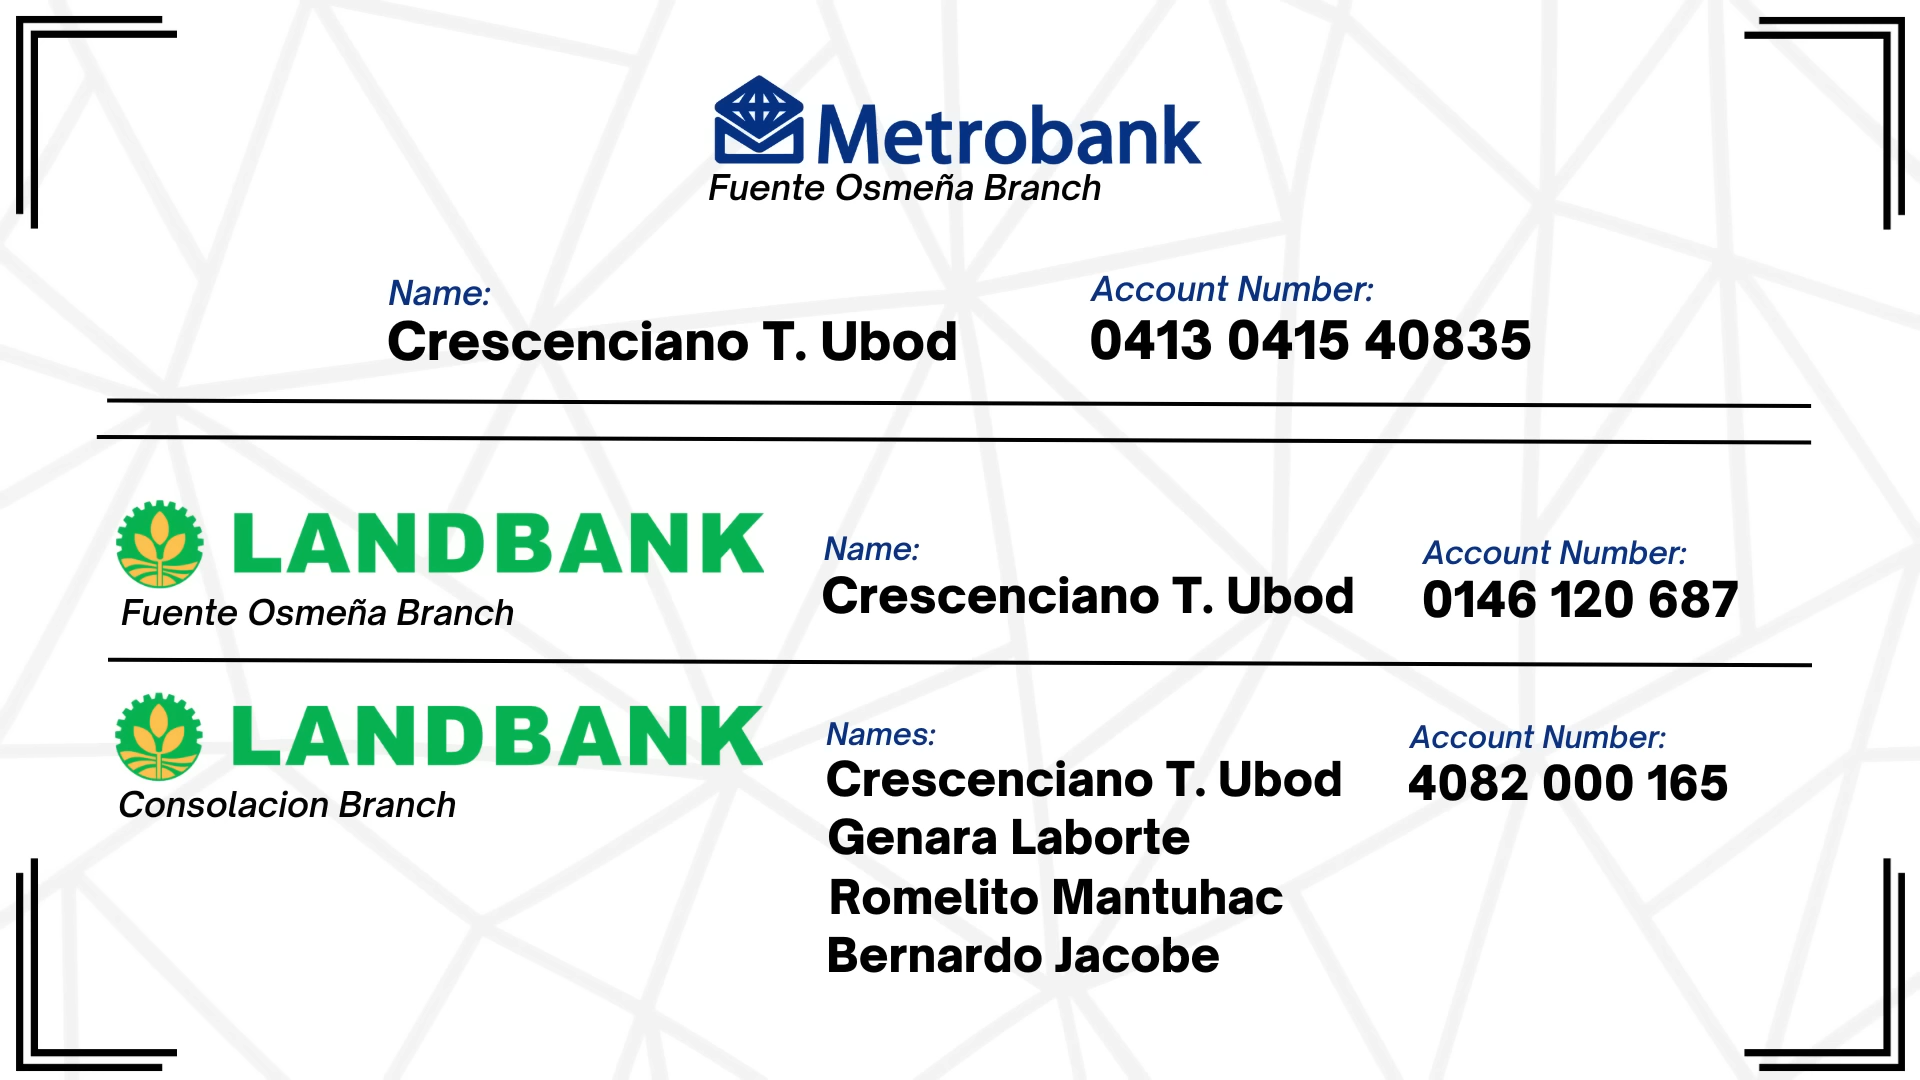 Metrobank
Fuente Osmeña Branch
Name:
Crescenciano T. Ubod
Account Number:
0413 0415 40835
LANDBANK
Fuente Osmeña Branch
Name:
Crescenciano T. Ubod
Account Number:
0146 120 687
LANDBANK
Consolacion Branch
Names:
Crescenciano T. Ubod
Genara Laborte
Romelito Mantuhac
Bernardo Jacobe
Account Number:
4082 000 165